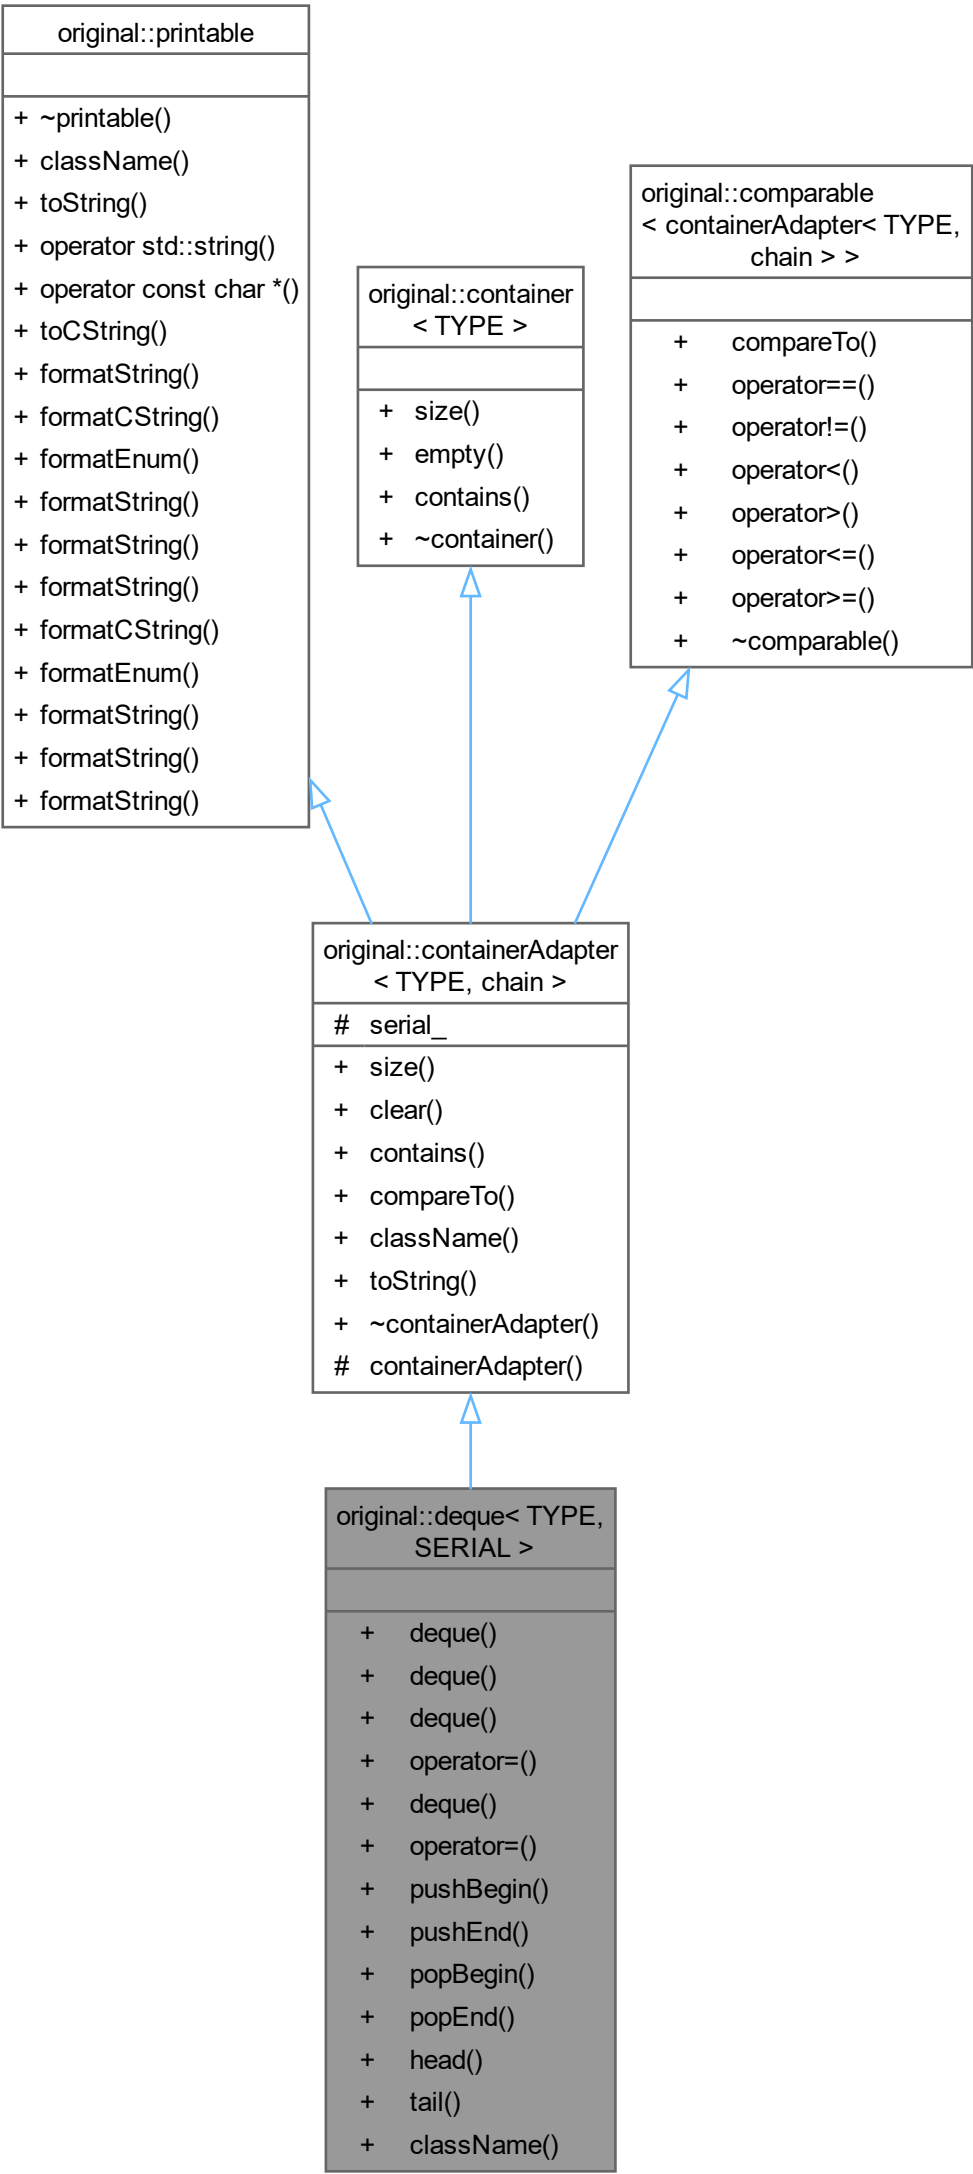 original::printable
+ ~printable()
+ className()
+ toString()
+ operator std::string()
+ operator const char *()
+ toCString()
+ formatString()
+ formatCString()
+ formatEnum()
+ formatString()
+ formatString()
+ formatString()
+ formatCString()
+ formatEnum()
+ formatString()
+ formatString()
+ formatString()
original::container
< TYPE >
+ size()
+ empty()
+ contains()
+ ~container()
original::comparable
< containerAdapter< TYPE,
chain > >
+ compareTo()
+ operator==()
+ operator!=()
+ operator<()
+ operator>()
+ operator<=()
+ operator>=()
+ ~comparable()
original::containerAdapter
< TYPE, chain >
# serial_
+ size()
+ clear()
+ contains()
+ compareTo()
+ className()
+ toString()
+ ~containerAdapter()
# containerAdapter()
original::deque< TYPE,
SERIAL >
+ deque()
+ deque()
+ deque()
+ operator=()
+ deque()
+ operator=()
+ pushBegin()
+ pushEnd()
+ popBegin()
+ popEnd()
+ head()
+ tail()
+ className()